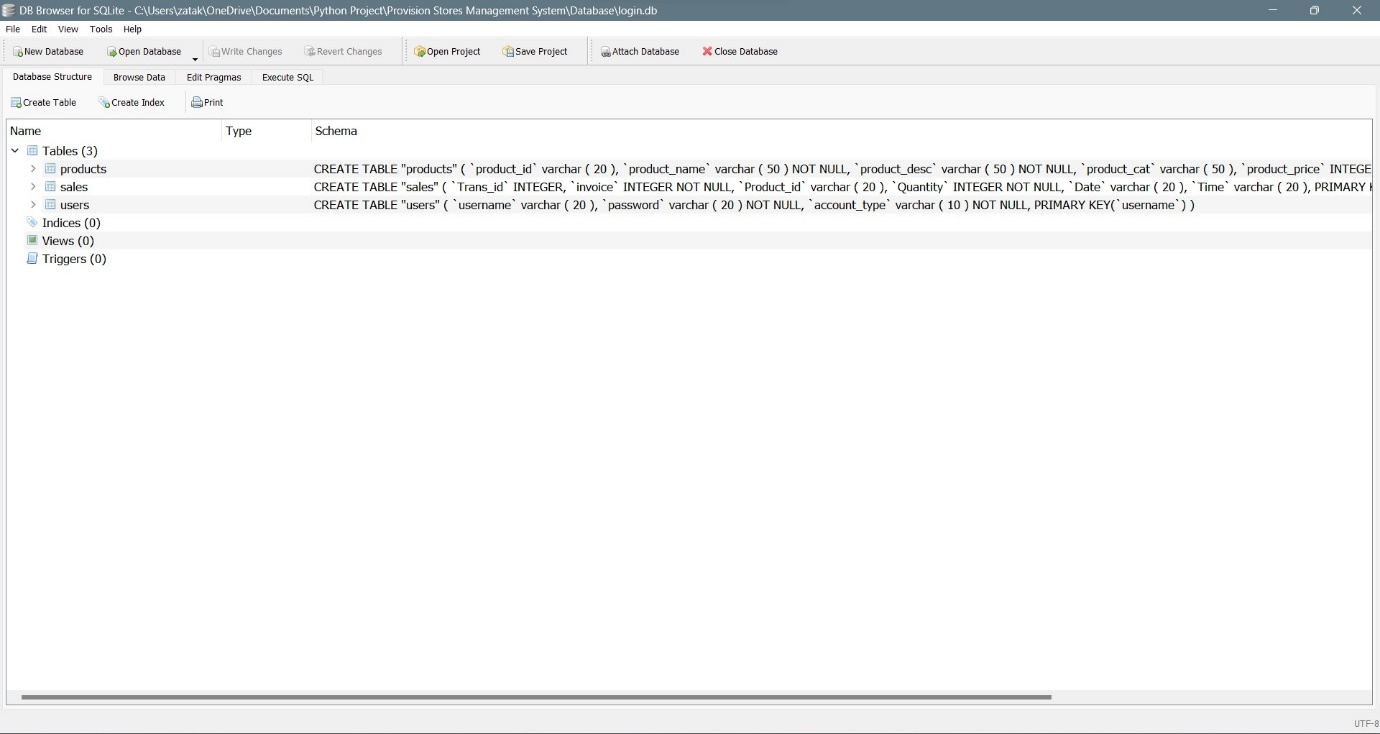 DB Browser for SQLite - C:\Users\zatak\OneDrive\Documents\Python Project\Provision Stores Management System\Database\login.db
File Edit View Tools Help
New Database Open Database Write Changes Revert Changes Open Project Save Project Attach Database Close Database
Database Structure Browse Data Edit Pragmas Execute SQL
Create Table Create Index Print
Name Type Schema
Tables (3)
products CREATE TABLE "products" ( `product_id` varchar ( 20 ), `product_name` varchar ( 50 ) NOT NULL, `product_desc` varchar ( 50 ) NOT NULL, `product_cat` varchar ( 50 ), `product_price` INTEGE
sales CREATE TABLE "sales" ( `Trans_id` INTEGER, `invoice` INTEGER NOT NULL, `Product_id` varchar ( 20 ), `Quantity` INTEGER NOT NULL, `Date` varchar ( 20 ), `Time` varchar ( 20 ), PRIMARY
users CREATE TABLE "users" ( `username` varchar ( 20 ), `password` varchar ( 20 ) NOT NULL, `account_type` varchar ( 10 ) NOT NULL, PRIMARY KEY(`username`) )
Indices (0)
Views (0)
Triggers (0)
UTF-8